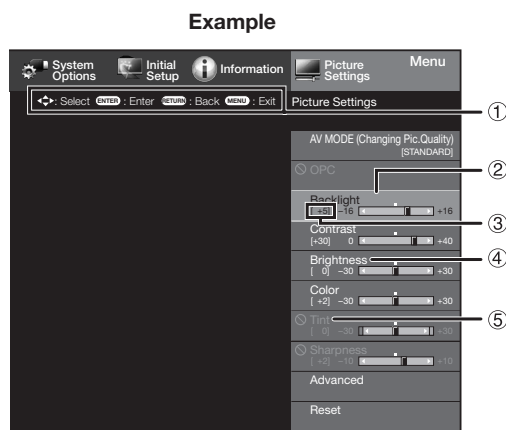 Example
System Options
Initial Setup
Information
Picture Settings
Menu
: Select ENTER : Enter RETURN : Back MENU : Exit
Picture Settings
①
AV MODE (Changing Pic.Quality)
[STANDARD]
OPC
②
Backlight
[ +5] −16 +16
③
Contrast
[+30] 0 +40
Brightness
④
[ 0] −30 +30
Color
[ +2] −30 +30
Tint
⑤
[ 0] −30 +30
Sharpness
[ +2] −10 +10
Advanced
Reset